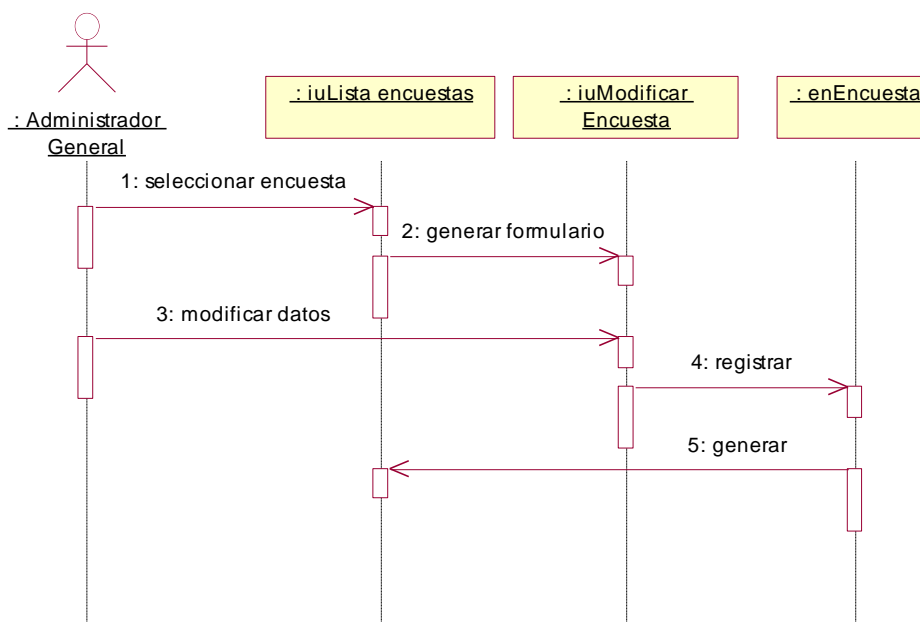 : Administrador
General
: iuLista encuestas
: iuModificar
Encuesta
: enEncuesta
1: seleccionar encuesta
2: generar formulario
3: modificar datos
4: registrar
5: generar